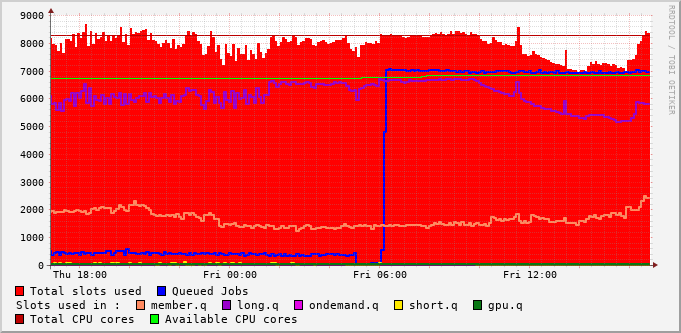 9000
8000
7000
6000
5000
4000
3000
2000
1000
0
Thu 18:00 Fri 00:00 Fri 06:00 Fri 12:00
RRDTOOL / TOBI OETIKER
Total slots used Queued Jobs
Slots used in : member.q long.q ondemand.q short.q gpu.q
Total CPU cores Available CPU cores